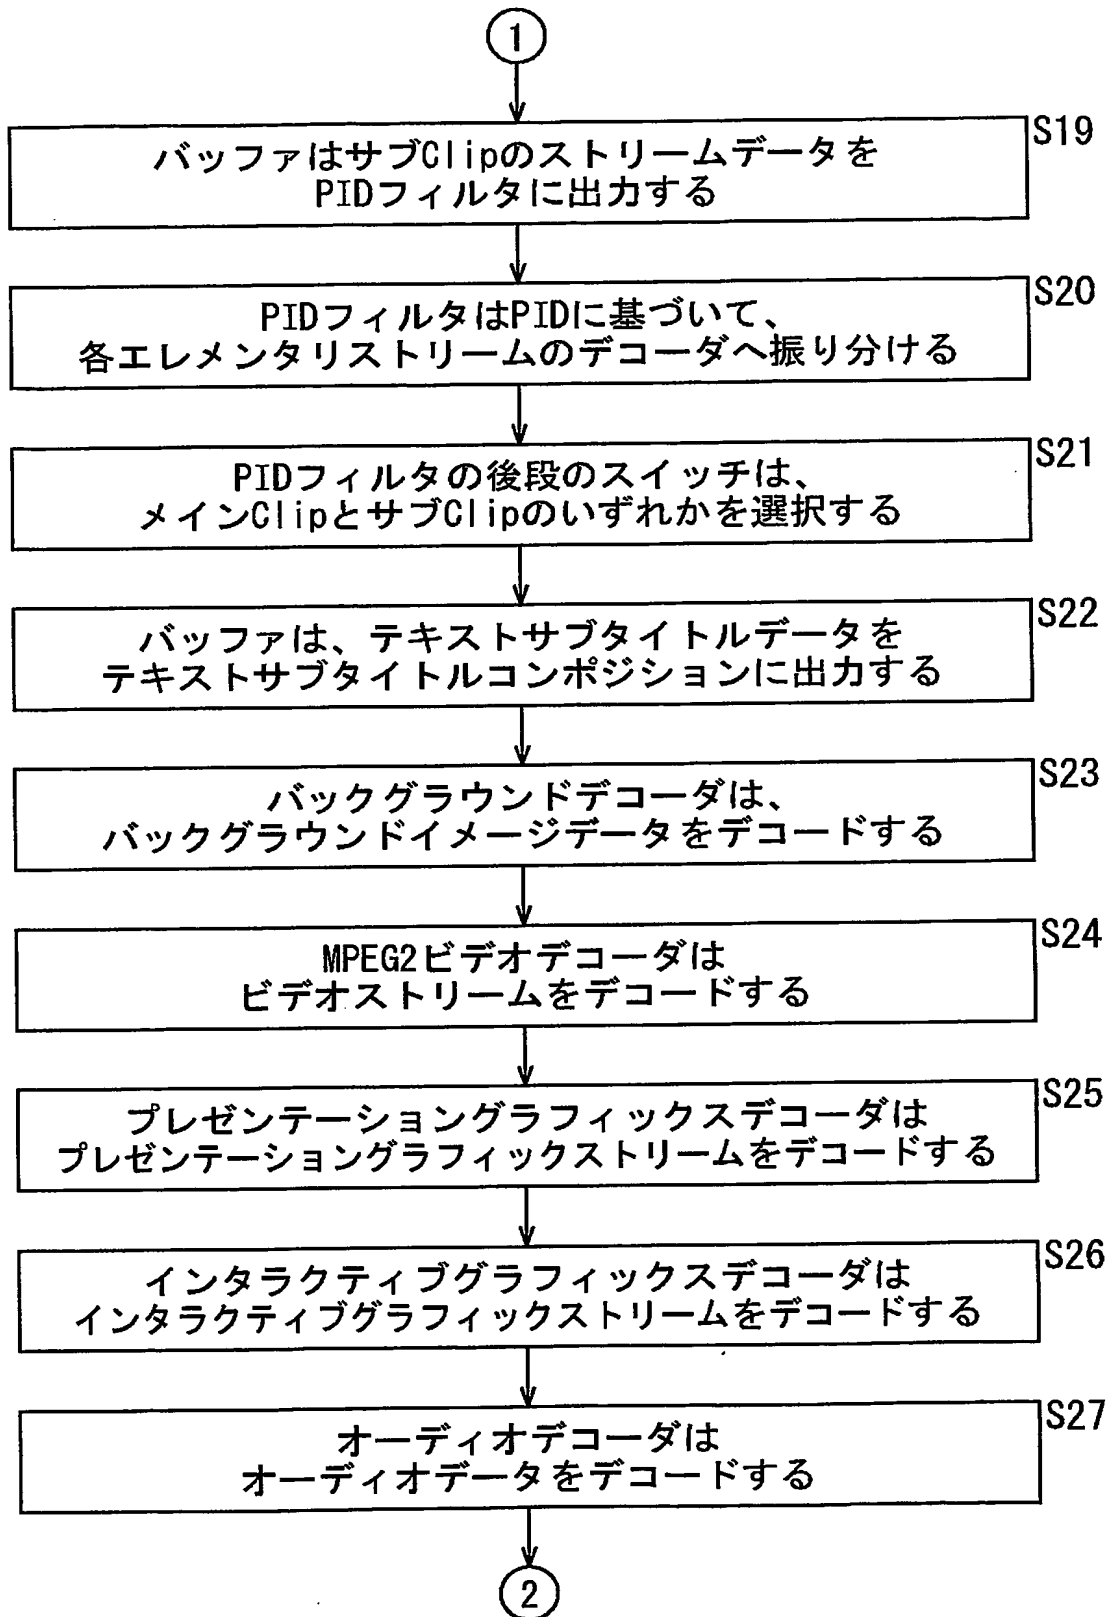 1
S19
バッファはサブClipのストリームデータを
PIDフィルタに出力する
S20
PIDフィルタはPIDに基づいて、
各エレメンタリストリームのデコーダへ振り分ける
S21
PIDフィルタの後段のスイッチは、
メインClipとサブClipのいずれかを選択する
S22
バッファは、テキストサブタイトルデータを
テキストサブタイトルコンポジションに出力する
S23
バックグラウンドデコーダは、
バックグラウンドイメージデータをデコードする
S24
MPEG2ビデオデコーダは
ビデオストリームをデコードする
S25
プレゼンテーショングラフィックスデコーダは
プレゼンテーショングラフィックストリームをデコードする
S26
インタラクティブグラフィックスデコーダは
インタラクティブグラフィックストリームをデコードする
S27
オーディオデコーダは
オーディオデータをデコードする
2